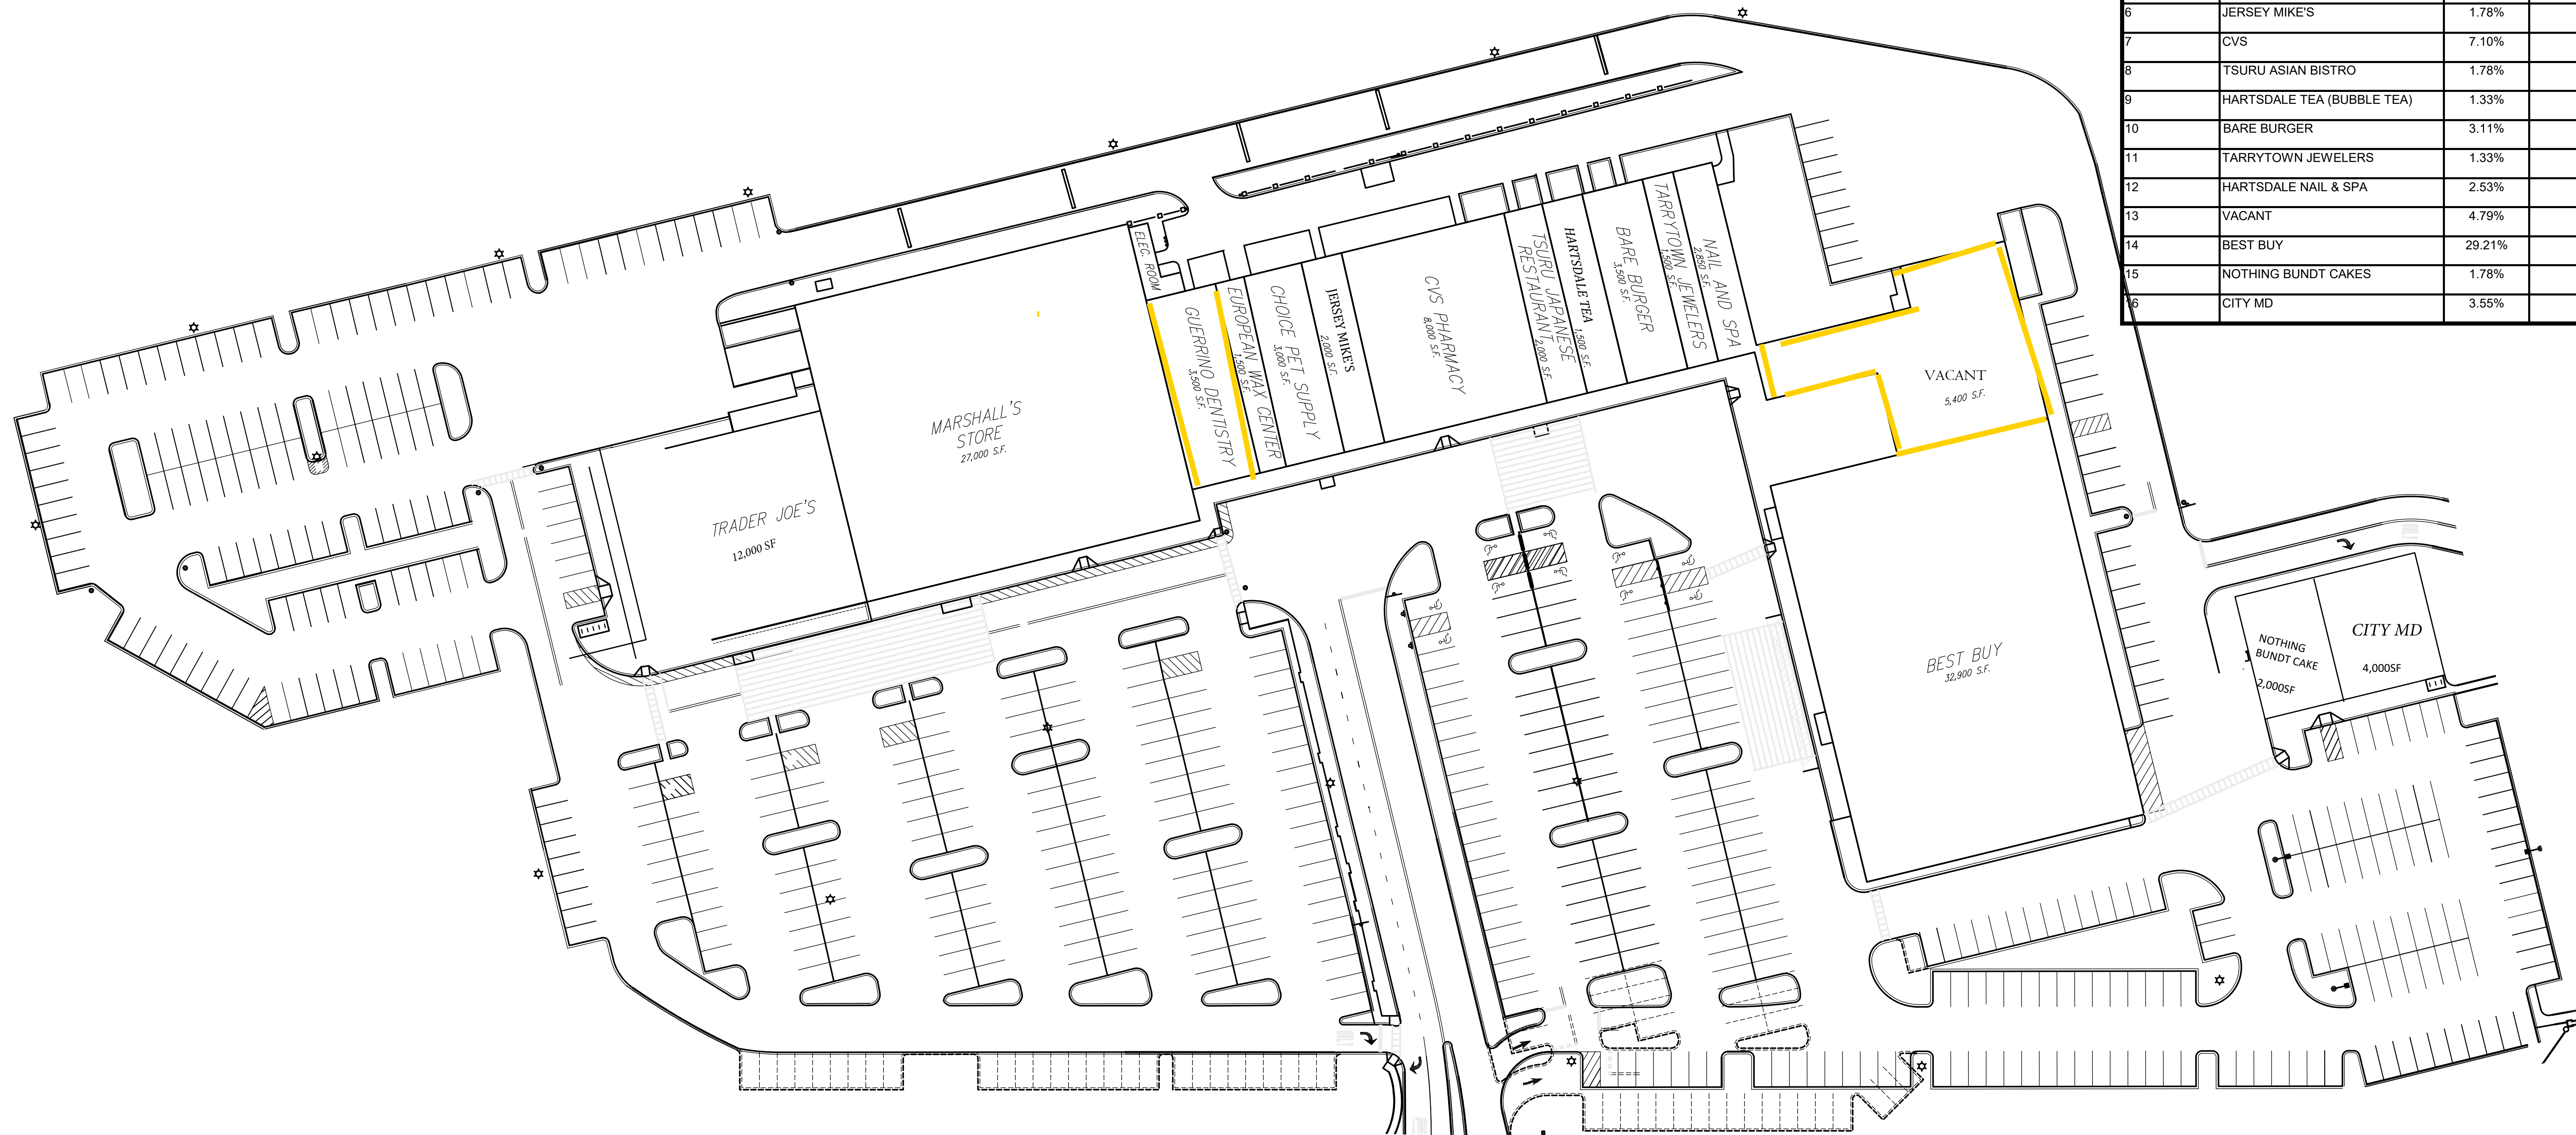 6 JERSEY MIKE'S 1.78%
7 CVS 7.10%
8 TSURU ASIAN BISTRO 1.78%
9 HARTSDALE TEA (BUBBLE TEA) 1.33%
10 BARE BURGER 3.11%
11 TARRYTOWN JEWELERS 1.33%
12 HARTSDALE NAIL & SPA 2.53%
13 VACANT 4.79%
14 BEST BUY 29.21%
15 NOTHING BUNDT CAKES 1.78%
16 CITY MD 3.55%
TRADER JOE'S
12,000 SF
MARSHALL'S
STORE
27,000 S.F.
ELEC. ROOM
GUERRINO DENTISTRY
3,500 S.F.
EUROPEAN WAX CENTER
1,500 S.F.
CHOICE PET SUPPLY
3,000 S.F.
JERSEY MIKE'S
2,000 S.F.
CVS PHARMACY
8,000 S.F.
TSURU JAPANESE
RESTAURANT
2,000 S.F.
HARTSDALE TEA
1,500 S.F.
BARE BURGER
3,500 S.F.
TARRYTOWN JEWELERS
1,500 S.F.
NAIL AND SPA
2,850 S.F.
VACANT
5,400 S.F.
BEST BUY
32,900 S.F.
NOTHING
BUNDT CAKE
2,000SF
CITY MD
4,000SF